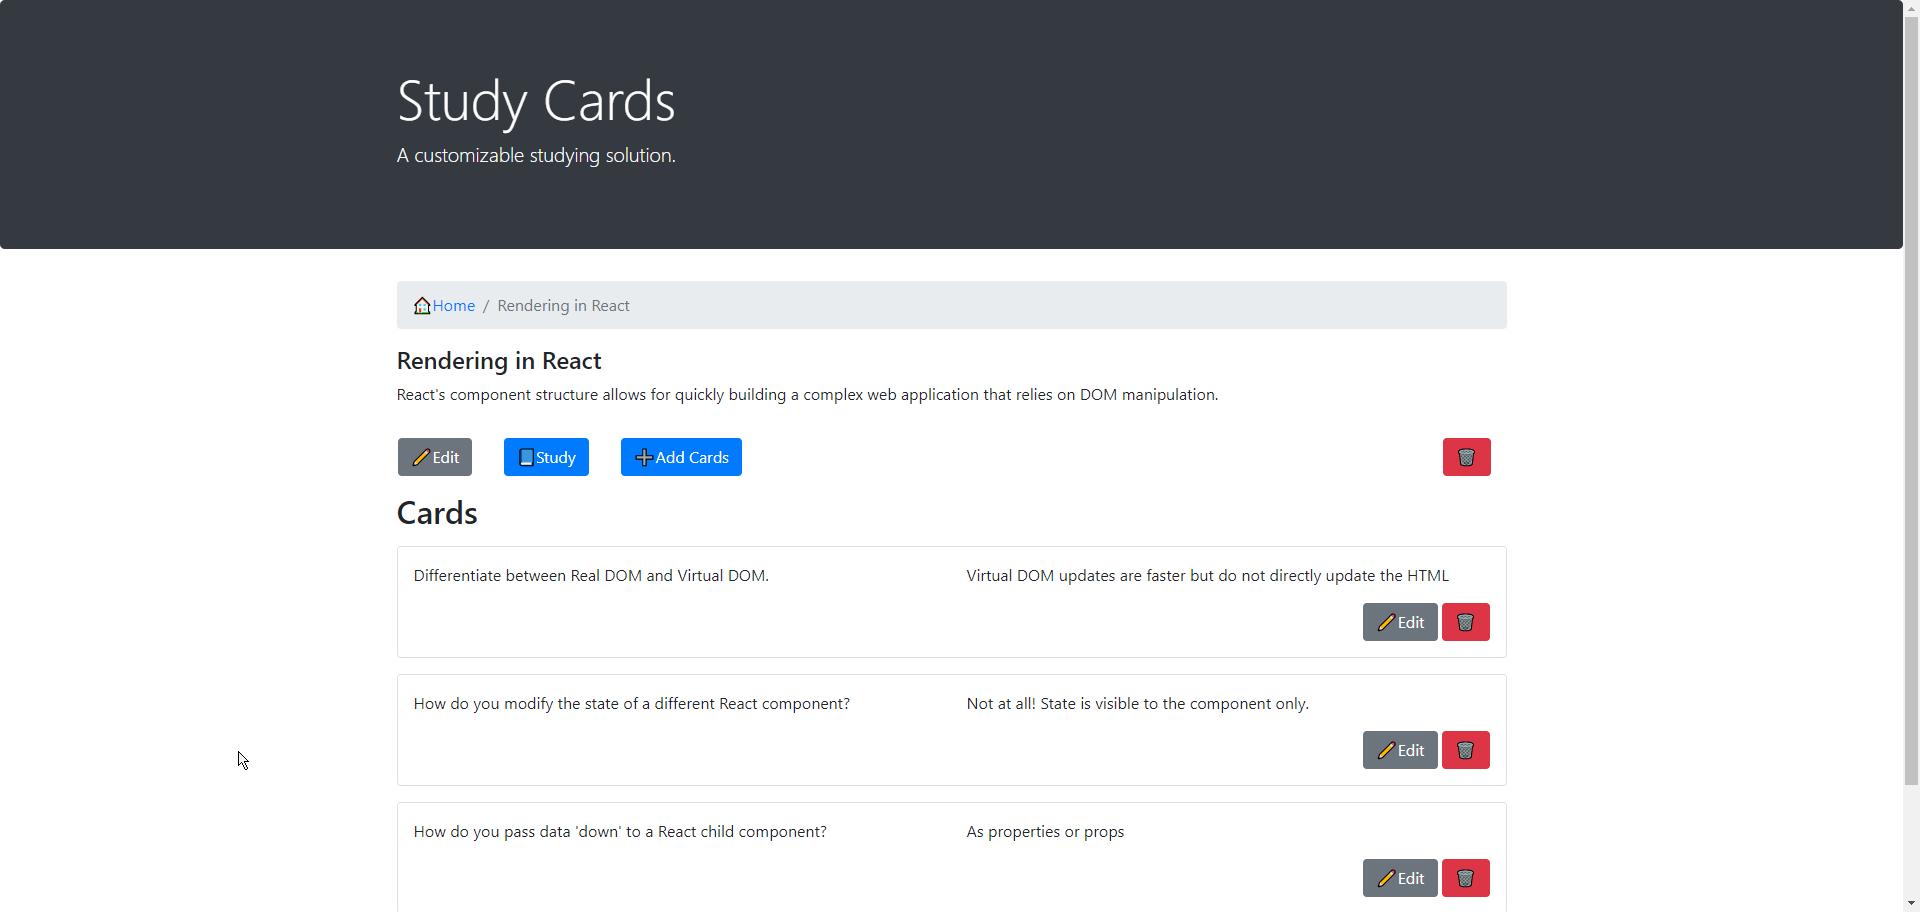 Study Cards
A customizable studying solution.
Home / Rendering in React
Rendering in React
React's component structure allows for quickly building a complex web application that relies on DOM manipulation.
Edit Study Add Cards
Cards
Differentiate between Real DOM and Virtual DOM. Virtual DOM updates are faster but do not directly update the HTML
Edit
How do you modify the state of a different React component? Not at all! State is visible to the component only.
Edit
How do you pass data 'down' to a React child component? As properties or props
Edit